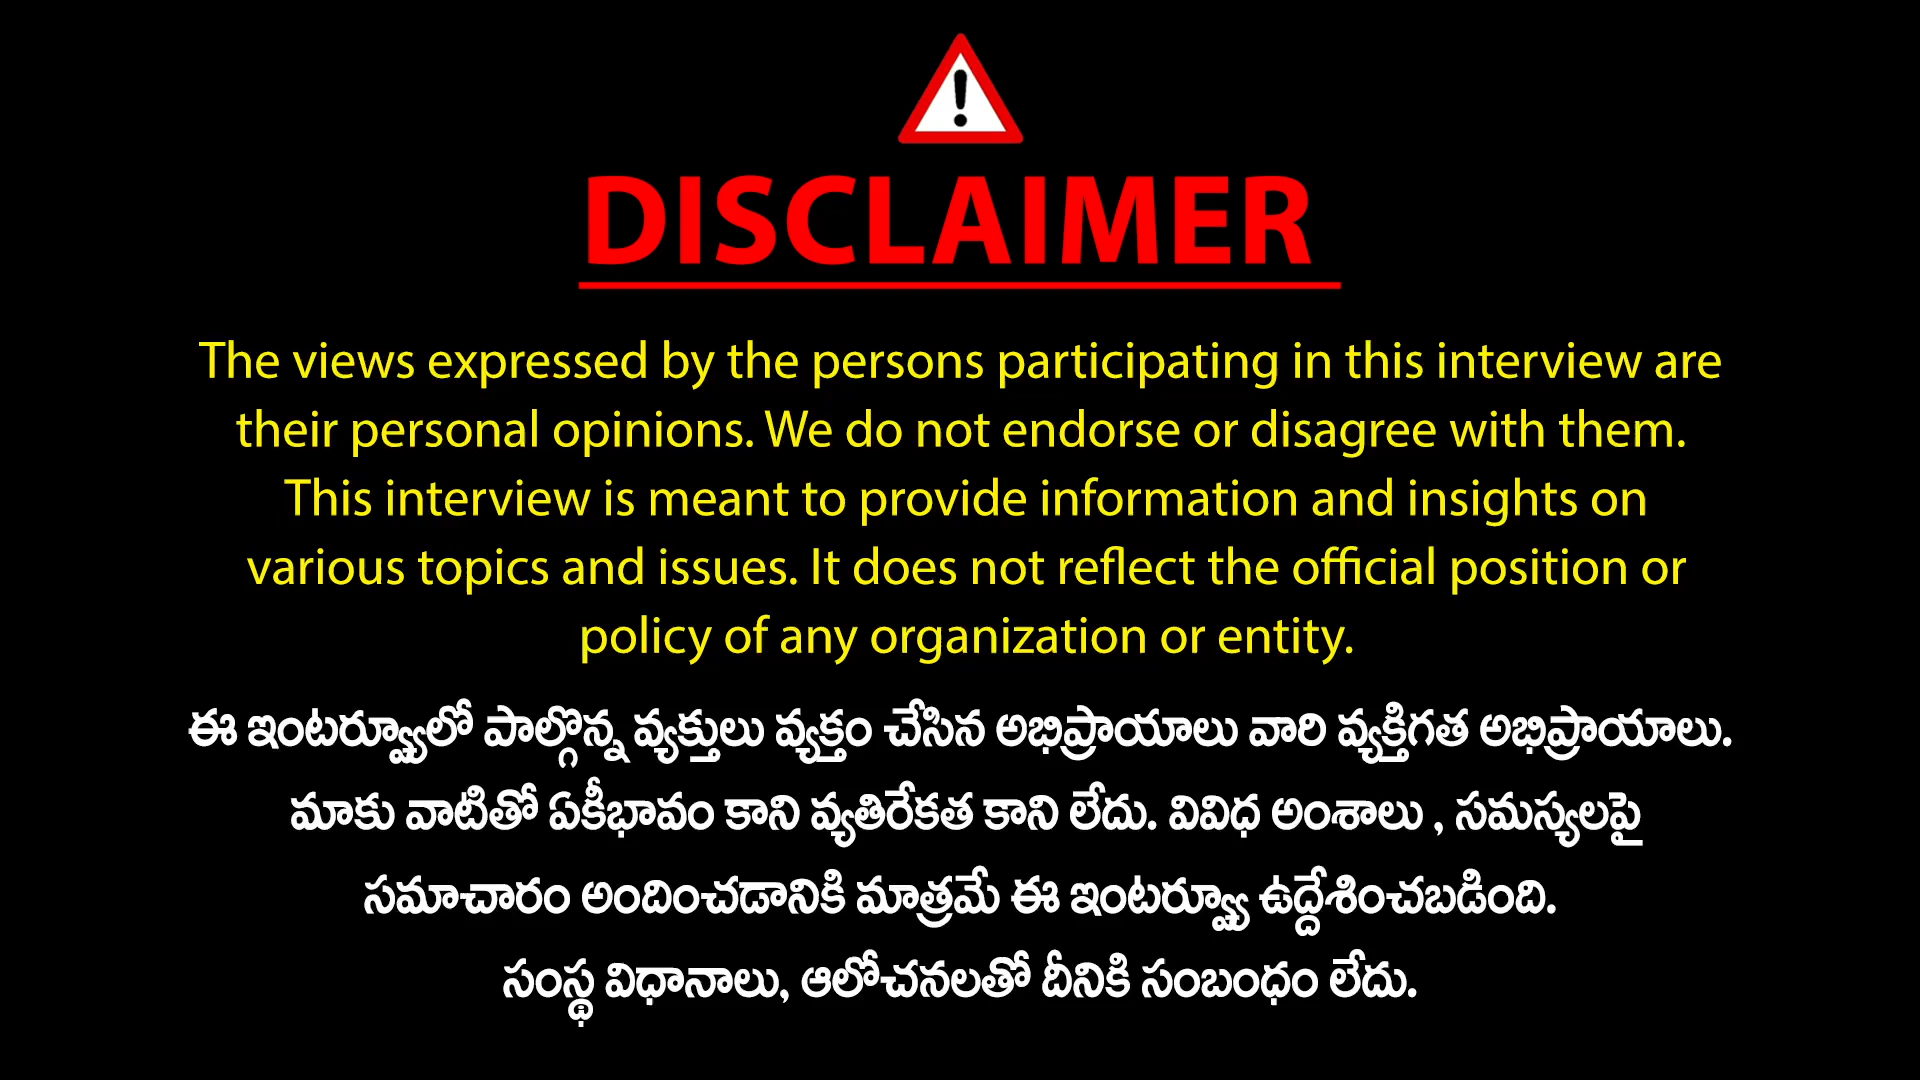 DISCLAIMER
The views expressed by the persons participating in this interview are
their personal opinions. We do not endorse or disagree with them.
This interview is meant to provide information and insights on
various topics and issues. It does not reflect the official position or
policy of any organization or entity.
ఈ ఇంటర్వ్యూలో పాల్గొన్న వ్యక్తులు వ్యక్తం చేసిన అభిప్రాయాలు వారి వ్యక్తిగత అభిప్రాయాలు.
మాకు వాటితో ఏకీభావం కాని వ్యతిరేకత కాని లేదు. వివిధ అంశాలు , సమస్యలపై
సమాచారం అందించడానికి మాత్రమే ఈ ఇంటర్వ్యూ ఉద్దేశించబడింది.
సంస్థ విధానాలు, ఆలోచనలతో దీనికి సంబంధం లేదు.